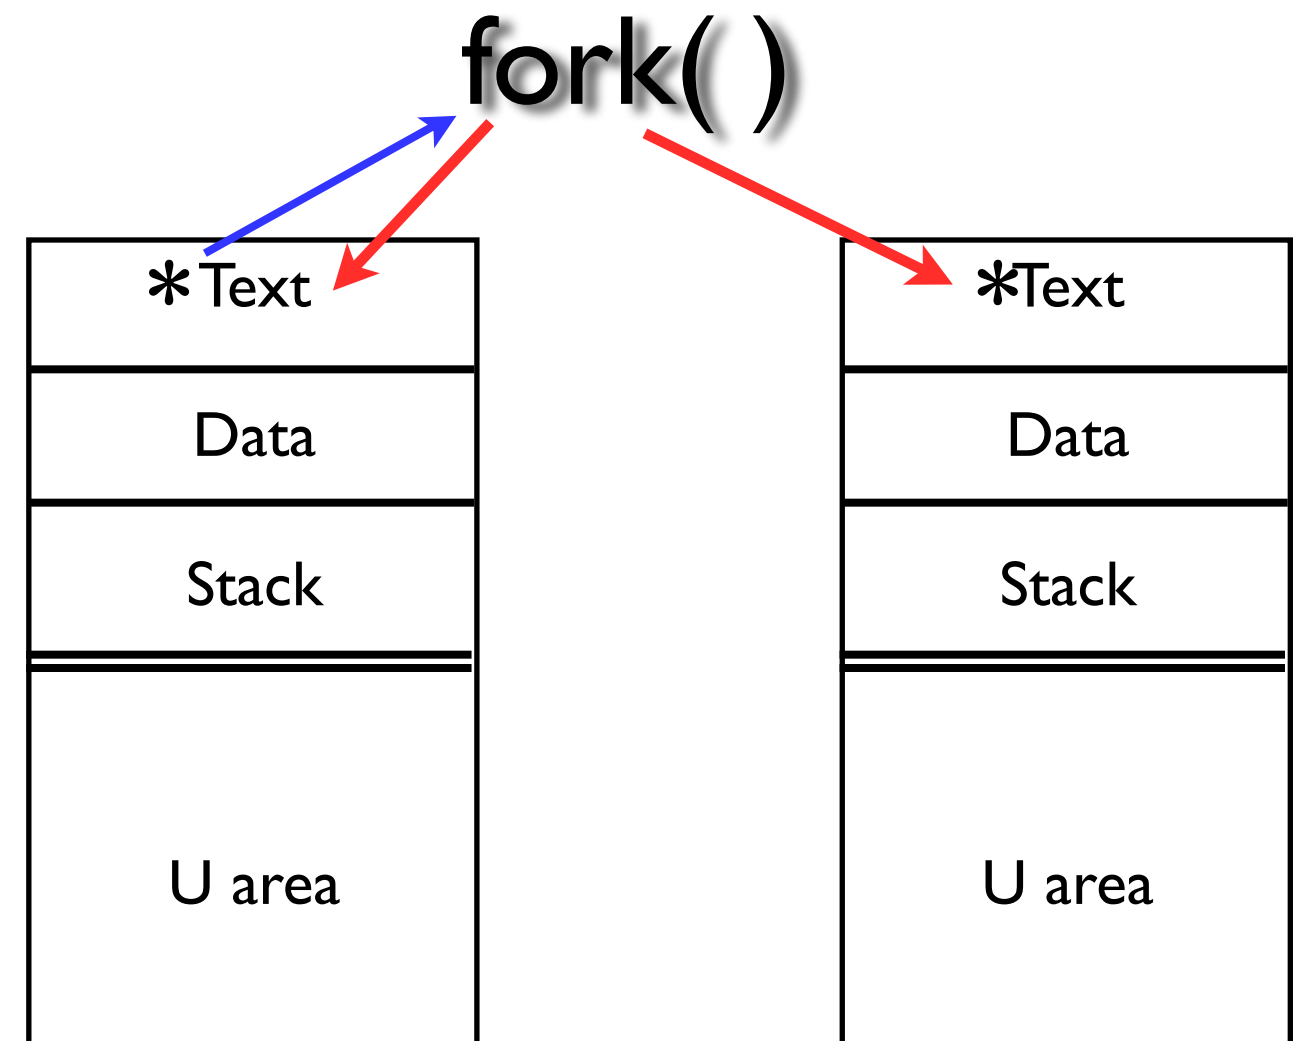 fork( )
* Text
Data
Stack
U area
*Text
Data
Stack
U area